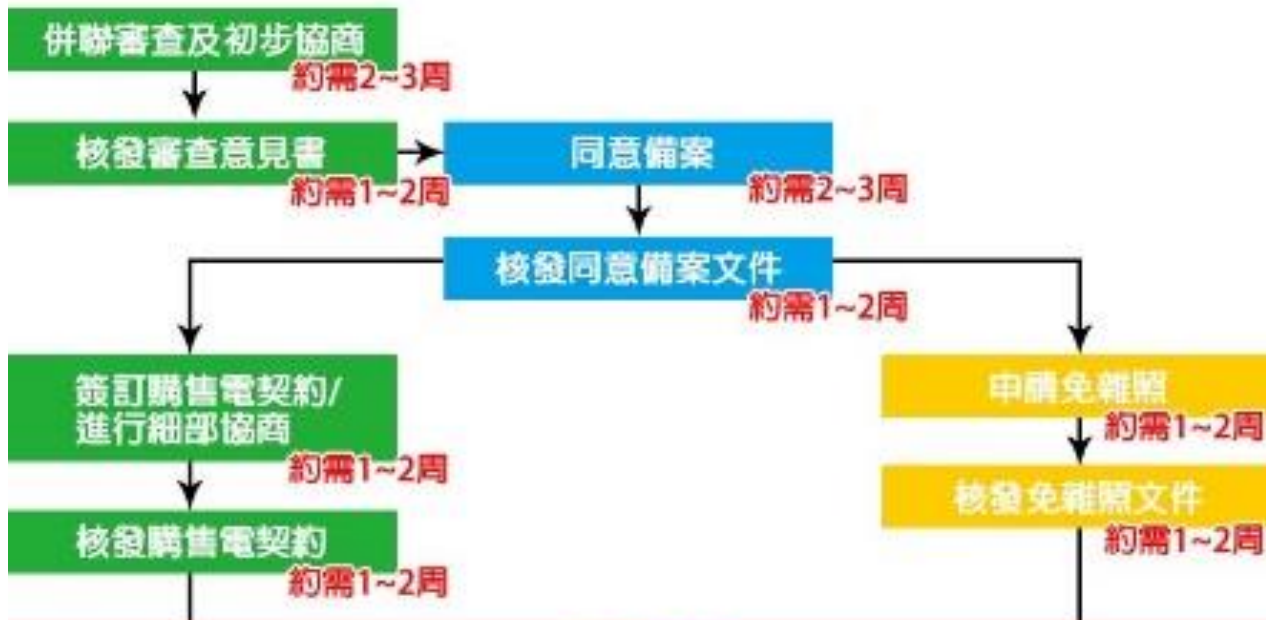 併聯審查及初步協商
約需2~3周
核發審查意見書
約需1~2周
同意備案
約需2~3周
核發同意備案文件
約需1~2周
簽訂購售電契約/
進行細部協商
約需1~2周
申請免雜照
約需1~2周
核發免雜照文件
約需1~2周
核發購售電契約
約需1~2周